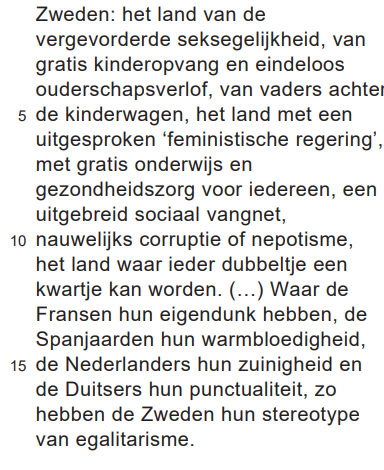 Zweden: het land van de
vergevorderde seksegelijkheid, van
gratis kinderopvang en eindeloos
ouderschapsverlof, van vaders achter
5 de kinderwagen, het land met een
uitgesproken ‘feministische regering’,
met gratis onderwijs en
gezondheidszorg voor iedereen, een
uitgebreid sociaal vangnet,
10 nauwelijks corruptie of nepotisme,
het land waar ieder dubbeltje een
kwartje kan worden. (…) Waar de
Fransen hun eigendunk hebben, de
Spanjaarden hun warmbloedigheid,
15 de Nederlanders hun zuinigheid en
de Duitsers hun punctualiteit, zo
hebben de Zweden hun stereotype
van egalitarisme.